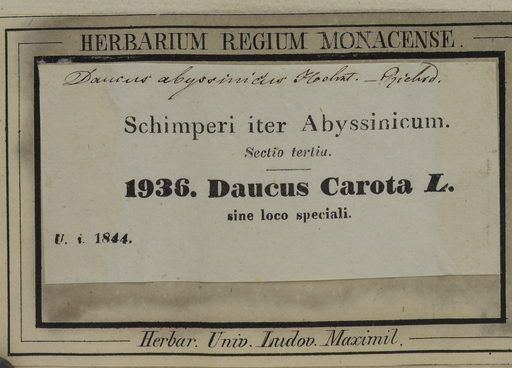 HERBARIUM REGIUM MONACENSE.
Daucus abyssinicus Hochst. —
Schimperi iter Abyssinicum.
Sectio tertia.
1936. Daucus Carota L.
sine loco speciali.
U. i. 1844.
Herbar. Univ. Ludov. Maximil.